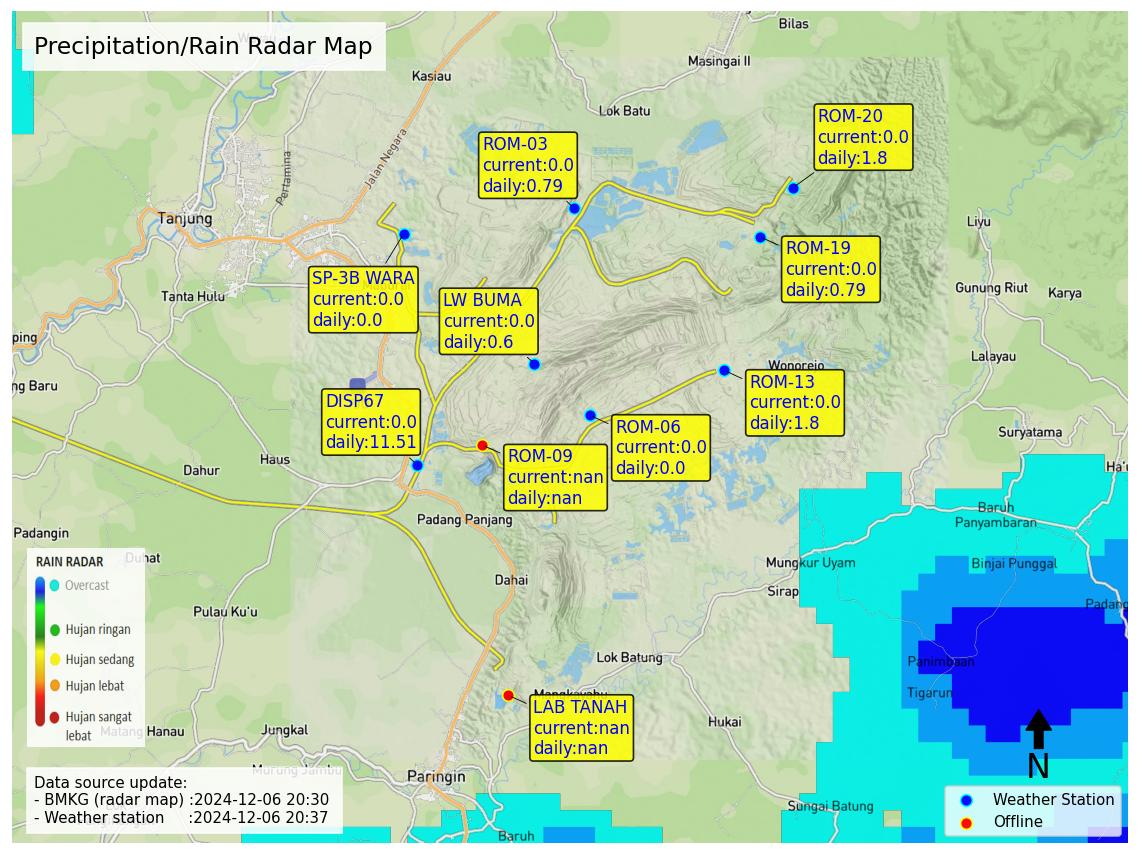 Precipitation/Rain Radar Map
Bilas
Masingai II
Kasiau
Lok Batu
Jalan Negara
Pertamina
Tanjung
ROM-03
current:0.0
daily:0.79
ROM-20
current:0.0
daily:1.8
Liyu
ROM-19
current:0.0
daily:0.79
SP-3B WARA
current:0.0
daily:0.0
LW BUMA
current:0.0
daily:0.6
Tanta Hulu
Gunung Riut
Karya
ping
Lalayau
ng Baru
Wonorejo
ROM-13
current:0.0
daily:1.8
DISP67
current:0.0
daily:11.51
ROM-06
current:0.0
daily:0.0
Suryatama
ROM-09
current:nan
daily:nan
Haus
Dahur
Ha'u
Padang Panjang
Baruh
Panyambaran
Padangin
Duhat
Mungkur Uyam
Binjai Punggal
Dahai
Sirap
Padang
Pulau Ku'u
RAIN RADAR
Overcast
Hujan ringan
Hujan sedang
Hujan lebat
Hujan sangat
lebat
Lok Batung
Panimbaan
Tigarun
Mangkayahu
LAB TANAH
current:nan
daily:nan
Hukai
Matang Hanau
Jungkal
Murung Jambu
Paringin
N
Data source update:
- BMKG (radar map) :2024-12-06 20:30
- Weather station :2024-12-06 20:37
Sungai Batung
Baruh
Weather Station
Offline